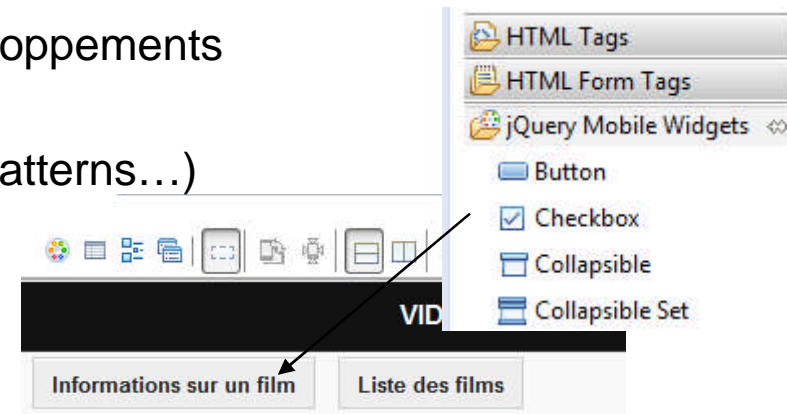 oppements
atterns…)
HTML Tags
HTML Form Tags
jQuery Mobile Widgets
Button
Checkbox
Collapsible
Collapsible Set
VID
Informations sur un film
Liste des films